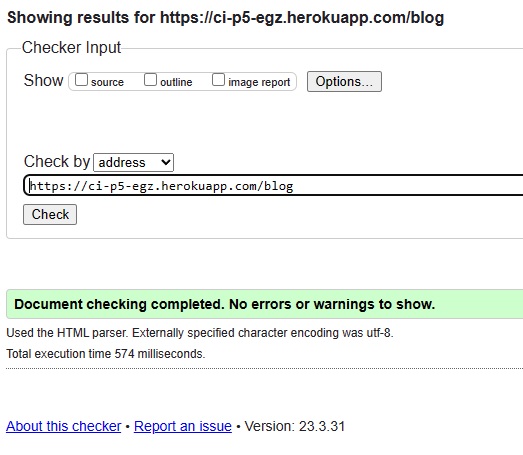 Showing results for https://ci-p5-egz.herokuapp.com/blog
Checker Input
Show source outline image report Options...
Check by address
https://ci-p5-egz.herokuapp.com/blog
Check
Document checking completed. No errors or warnings to show.
Used the HTML parser. Externally specified character encoding was utf-8.
Total execution time 574 milliseconds.
About this checker • Report an issue • Version: 23.3.31